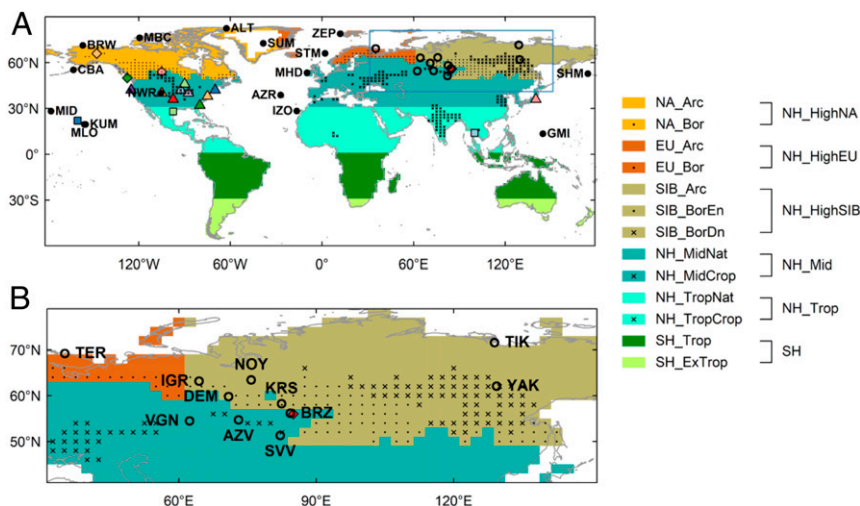 A
ALT
ZEP
BRW
MBC
SUM
STM
60°N
CBA
MHD
SHM
NWR
AZR
30°N
MID
IZO
KUM
MLO
GMI
0°
30°S
120°W
60°W
0°
60°E
120°E
B
TER
TIK
70°N
IGR
NOY
DEM
KRS
YAK
60°N
VGN
AZV
BRZ
SVV
50°N
60°E
90°E
120°E
NA_Arc
NA_Bor
NH_HighNA
EU_Arc
EU_Bor
NH_HighEU
SIB_Arc
SIB_BorEn
SIB_BorDn
NH_HighSIB
NH_MidNat
NH_MidCrop
NH_Mid
NH_TropNat
NH_TropCrop
NH_Trop
SH_Trop
SH_ExTrop
SH